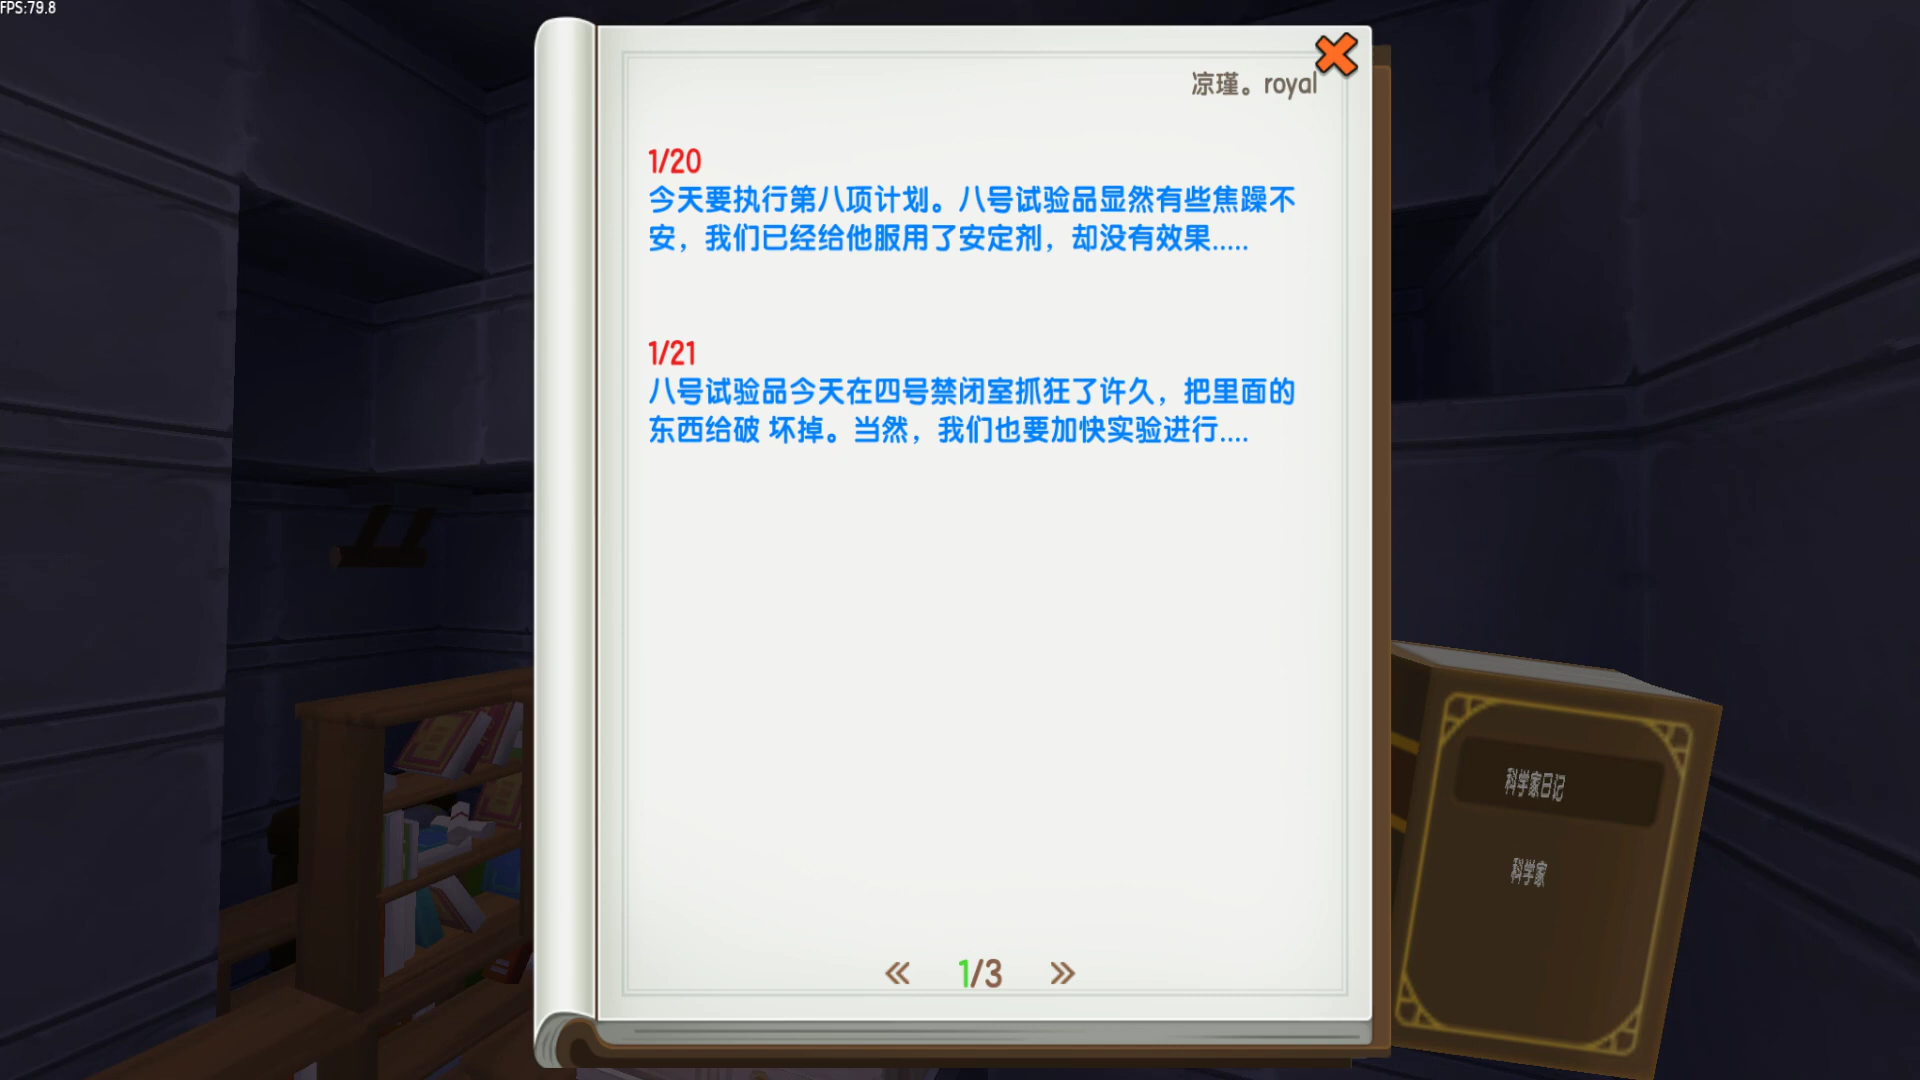 FPS:79.8
凉瑾。royal
1/20
今天要执行第八项计划。八号试验品显然有些焦躁不
安，我们已经给他服用了安定剂，却没有效果.....
1/21
八号试验品今天在四号禁闭室抓狂了许久，把里面的
东西给破 坏掉。当然，我们也要加快实验进行....
1/3
科学家日记
科学家